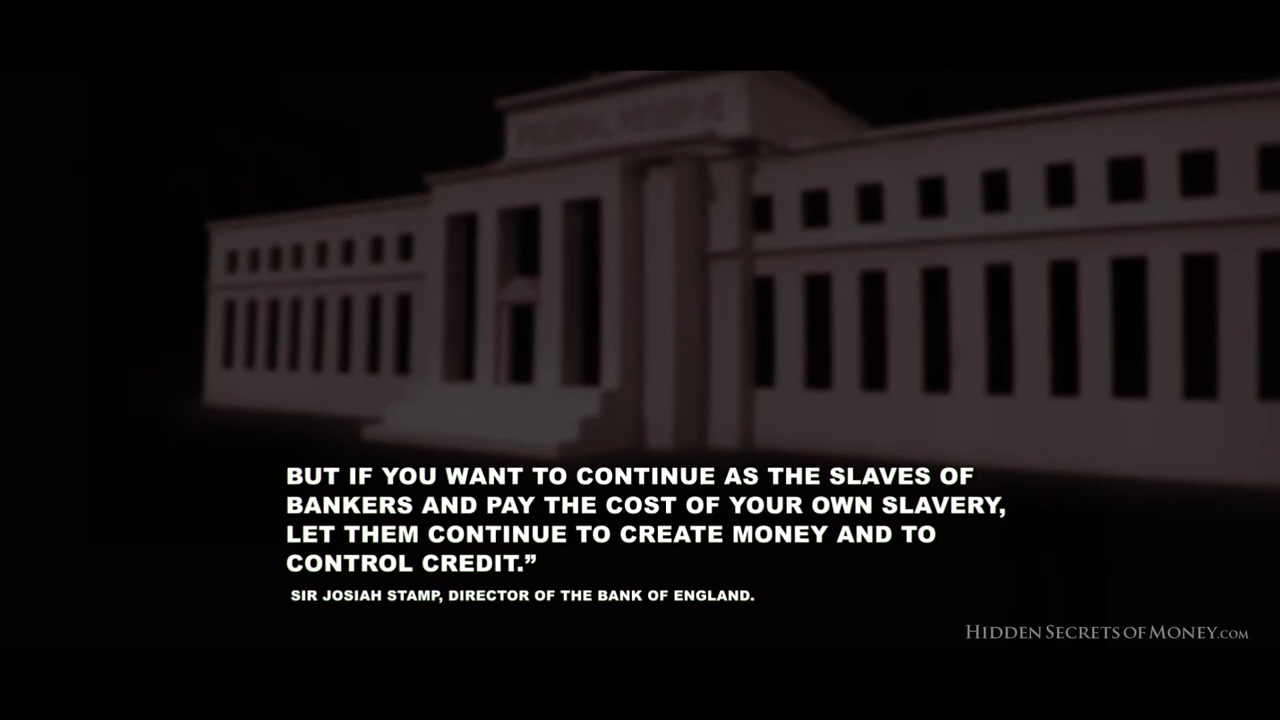 FEDERAL RESERVE
BUT IF YOU WANT TO CONTINUE AS THE SLAVES OF
BANKERS AND PAY THE COST OF YOUR OWN SLAVERY,
LET THEM CONTINUE TO CREATE MONEY AND TO
CONTROL CREDIT.”
SIR JOSIAH STAMP, DIRECTOR OF THE BANK OF ENGLAND.
HIDDEN SECRETS OF MONEY.COM